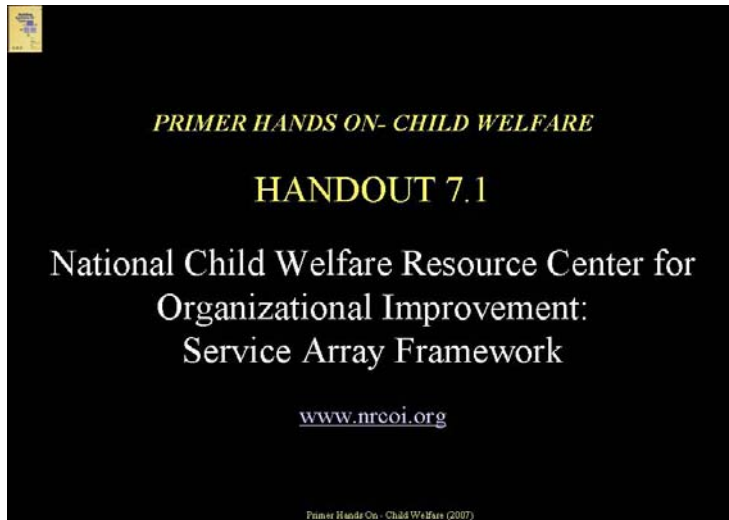 PRIMER HANDS ON- CHILD WELFARE
HANDOUT 7.1
National Child Welfare Resource Center for
Organizational Improvement:
Service Array Framework
www.nrcoi.org
Primer Hands On - Child Welfare (2007)